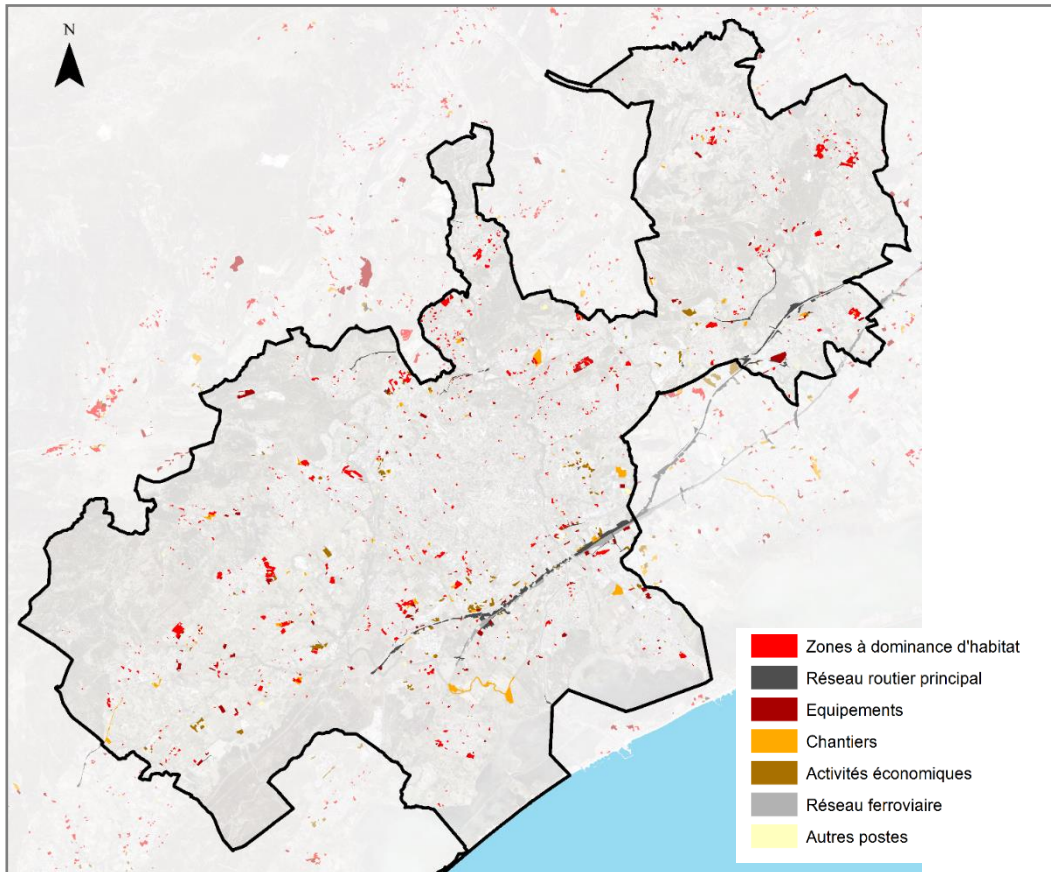 N
Zones à dominance d'habitat
Réseau routier principal
Equipements
Chantiers
Activités économiques
Réseau ferroviaire
Autres postes